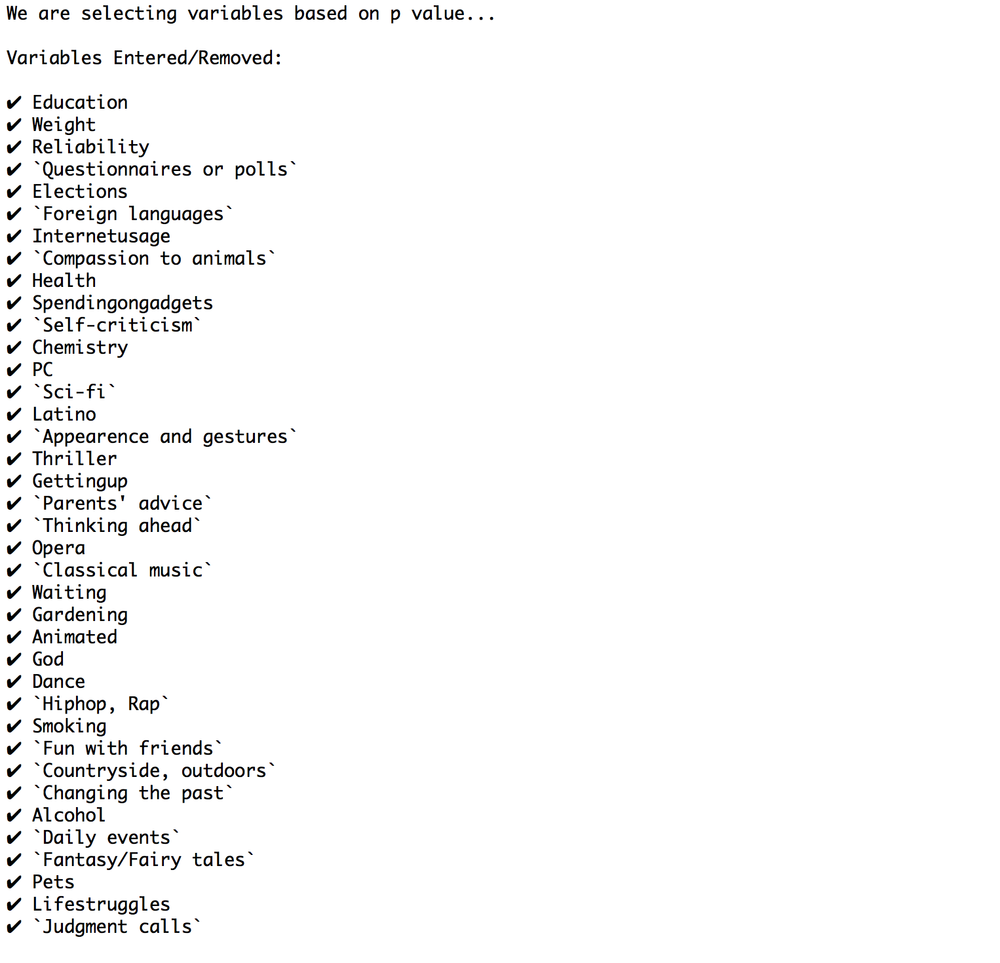 We are selecting variables based on p value...
Variables Entered/Removed:
✔ Education
✔ Weight
✔ Reliability
✔ `Questionnaires or polls`
✔ Elections
✔ `Foreign languages`
✔ Internetusage
✔ `Compassion to animals`
✔ Health
✔ Spendingongadgets
✔ `Self-criticism`
✔ Chemistry
✔ PC
✔ `Sci-fi`
✔ Latino
✔ `Appearence and gestures`
✔ Thriller
✔ Gettingup
✔ `Parents' advice`
✔ `Thinking ahead`
✔ Opera
✔ `Classical music`
✔ Waiting
✔ Gardening
✔ Animated
✔ God
✔ Dance
✔ `Hiphop, Rap`
✔ Smoking
✔ `Fun with friends`
✔ `Countryside, outdoors`
✔ `Changing the past`
✔ Alcohol
✔ `Daily events`
✔ `Fantasy/Fairy tales`
✔ Pets
✔ Lifestruggles
✔ `Judgment calls`